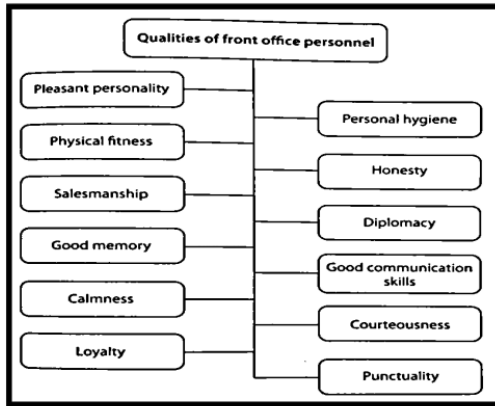 Qualities of front office personnel
Pleasant personality
Physical fitness
Salesmanship
Good memory
Calmness
Loyalty
Personal hygiene
Honesty
Diplomacy
Good communication
skills
Courteousness
Punctuality